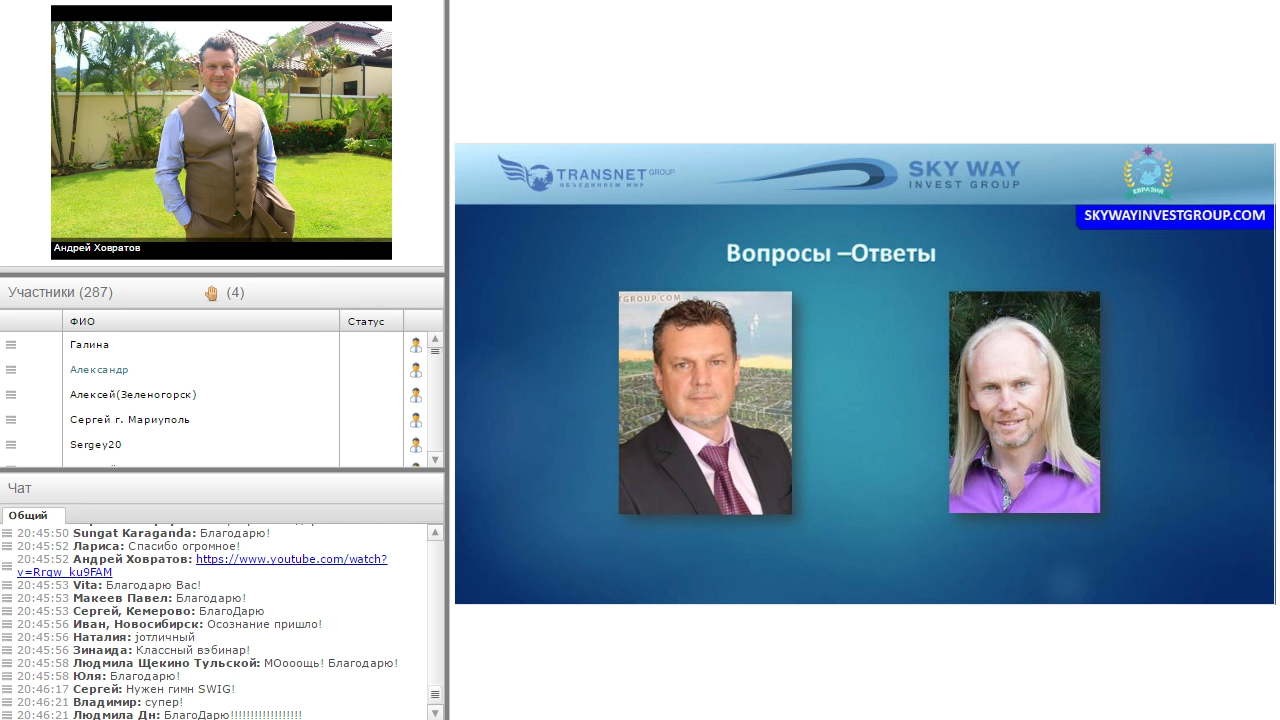 Андрей Ховратов
Участники (287)
(4)
ФИО
Статус
Галина
Александр
Алексей(Зеленогорск)
Сергей г. Мариуполь
Sergey20
Чат
Общий
20:45:50 Sungat Karaganda: Благодарю!
20:45:52 Лариса: Спасибо огромное!
20:45:52 Андрей Ховратов: https://www.youtube.com/watch?
v=Rrqw_ku9FAM
20:45:53 Vita: Благодарю Вас!
20:45:53 Макеев Павел: Благодарю!
20:45:53 Сергей, Кемерово: БлагоДарю
20:45:56 Иван, Новосибирск: Осознание пришло!
20:45:56 Наталия: jотличный
20:45:56 Зинаида: Классный вэбинар!
20:45:58 Людмила Щекино Тульской: МОоооощь! Благодарю!
20:45:58 Юля: Благодарю!
20:46:17 Сергей: Нужен гимн SWIG!
20:46:21 Владимир: супер!
20:46:21 Людмила Дн: БлагоДарю!!!!!!!!!!!!!!!!!!
TRANSNET GROUP
ОБЪЕДИНЯЕМ МИР
SKY WAY
INVEST GROUP
ЕВРАЗИЯ
SKYWAYINVESTGROUP.COM
Вопросы –Ответы
TGROUP.COM